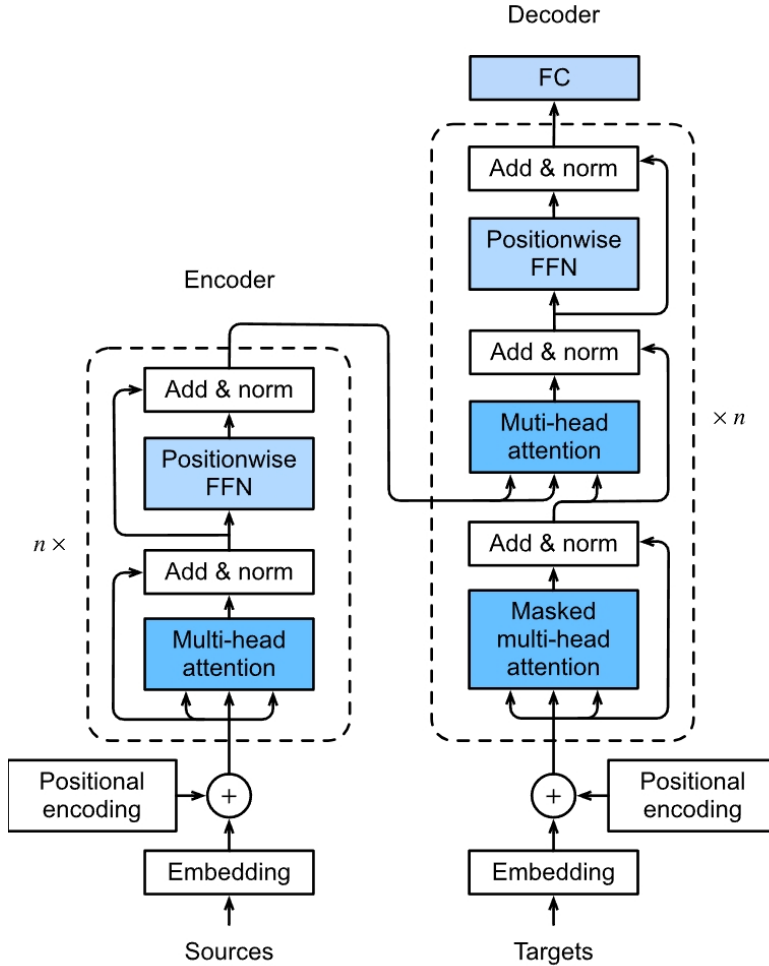 Decoder
FC
Add & norm
Positionwise
FFN
Add & norm
Muti-head
attention
× n
Add & norm
Masked
multi-head
attention
Positional
encoding
+
Embedding
Targets
Encoder
Add & norm
Positionwise
FFN
n ×
Add & norm
Multi-head
attention
Positional
encoding
+
Embedding
Sources